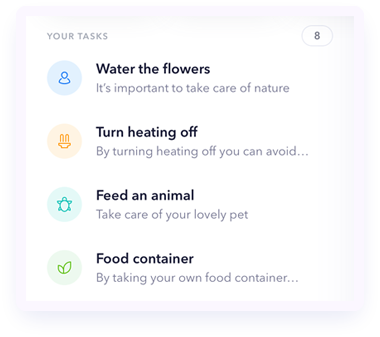 YOUR TASKS 8
Water the flowers
It's important to take care of nature
Turn heating off
By turning heating off you can avoid...
Feed an animal
Take care of your lovely pet
Food container
By taking your own food container...